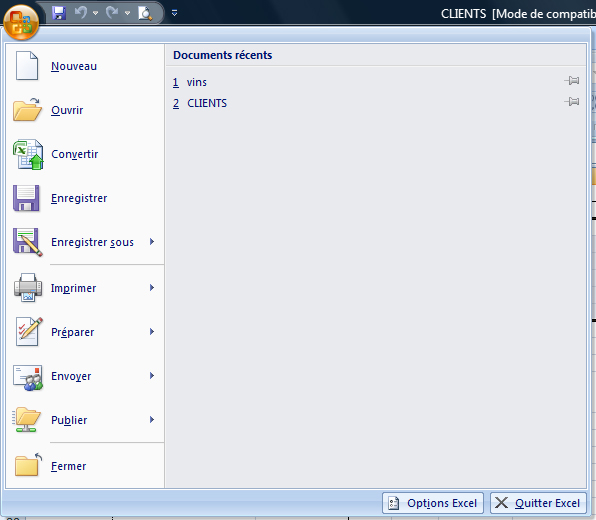 CLIENTS [Mode de compatib
Documents récents
1 vins
2 CLIENTS
Nouveau
Ouvrir
Convertir
Enregistrer
Enregistrer sous
Imprimer
Préparer
Envoyer
Publier
Fermer
Options Excel
Quitter Excel